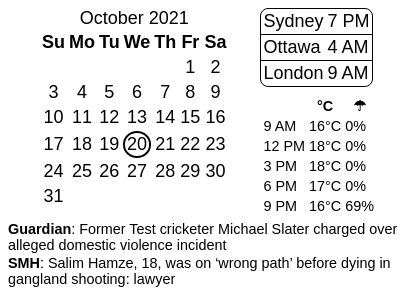 October 2021
Su Mo Tu We Th Fr Sa
1 2
3 4 5 6 7 8 9
10 11 12 13 14 15 16
17 18 19 20 21 22 23
24 25 26 27 28 29 30
31
Sydney 7 PM
Ottawa 4 AM
London 9 AM
°C ☂
9 AM 16°C 0%
12 PM 18°C 0%
3 PM 18°C 0%
6 PM 17°C 0%
9 PM 16°C 69%
Guardian: Former Test cricketer Michael Slater charged over
alleged domestic violence incident
SMH: Salim Hamze, 18, was on ‘wrong path’ before dying in
gangland shooting: lawyer